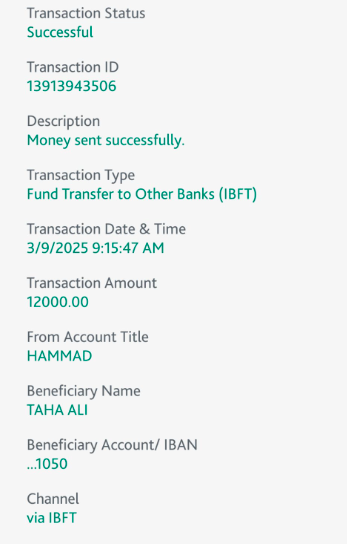 Transaction Status
Successful
Transaction ID
13913943506
Description
Money sent successfully.
Transaction Type
Fund Transfer to Other Banks (IBFT)
Transaction Date & Time
3/9/2025 9:15:47 AM
Transaction Amount
12000.00
From Account Title
HAMMAD
Beneficiary Name
TAHA ALI
Beneficiary Account/ IBAN
...1050
Channel
via IBFT